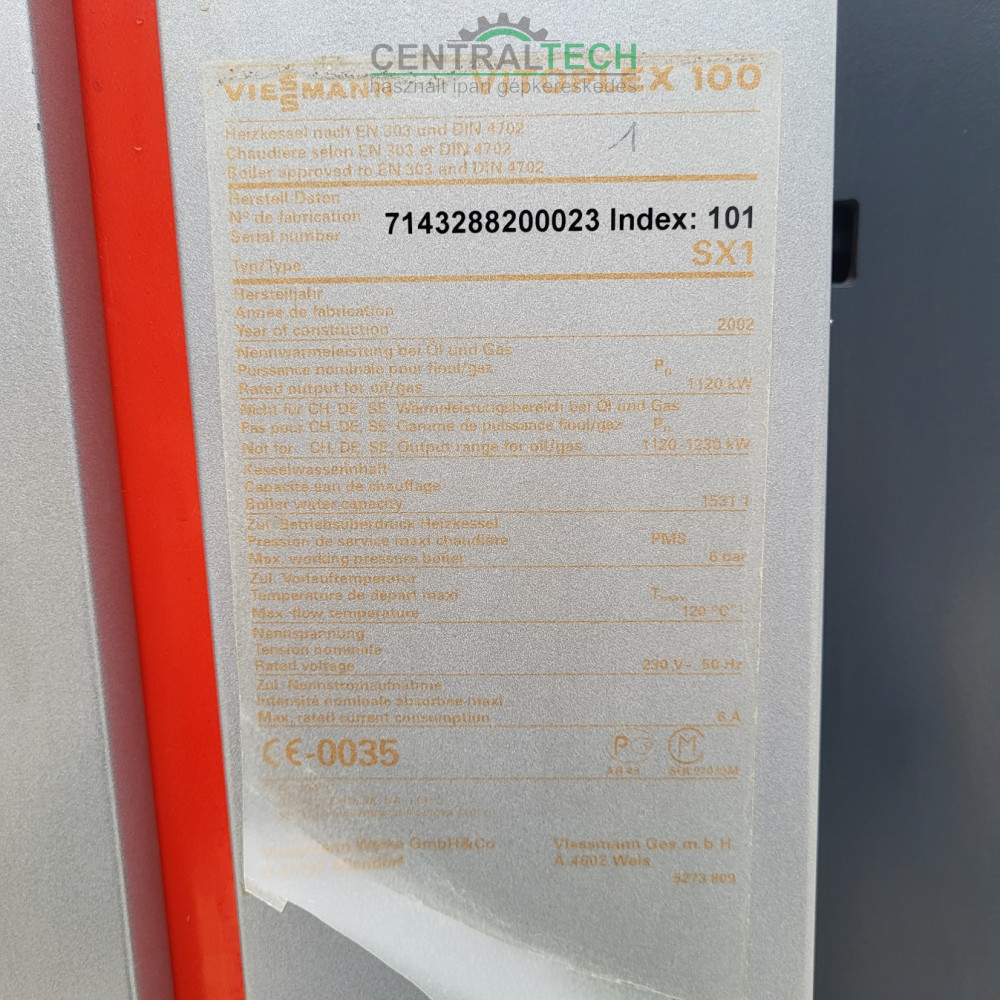 CENTRALTECH
használt ipari gépkereskedés
VIESSMANN VITOPLEX 100
Heizkessel nach EN 303 und DIN 4702
Chaudiere selon EN 303 et DIN 4702
Boiler approved to EN 303 and DIN 4702
1
Herstell Daten
Nº de fabrication
Serial number
7143288200023 Index: 101
Typ/Type SX1
Herstelljahr
Année de fabrication
Year of construction 2002
Nennwärmeleistung bei Öl und Gas
Puissance nominale pour fioul/gaz Pn
Rated output for oil/gas 1120 kW
Nicht für CH, DE, SE, Wärmeleistungsbereich bei Öl und Gas
Pas pour CH, DE, SE, Gamme de puissance fioul/gaz Pn
Not for CH, DE, SE, Output range for oil/gas 1120-1230 kW
Kesselwasserinhalt
Capacite eau de chauffage
Boiler water capacity 1531 l
Zul. Betriebsüberdruck Heizkessel
Pression de service maxi chaudière PMS
Max. working pressure boiler 6 bar
Zul. Vorlauftemperatur
Température de départ maxi Tmax
Max. flow temperature 120 °C
Nennspannung
Tension nominale
Rated voltage 230 V~ 50 Hz
Zul. Nennstromaufnahme
Intensité nominale absorbée maxi
Max. rated current consumption 6 A
CE-0035
Viessmann Werke GmbH&Co
Viessmann Ges.m.b.H.
A.4602 Wels
5273 809